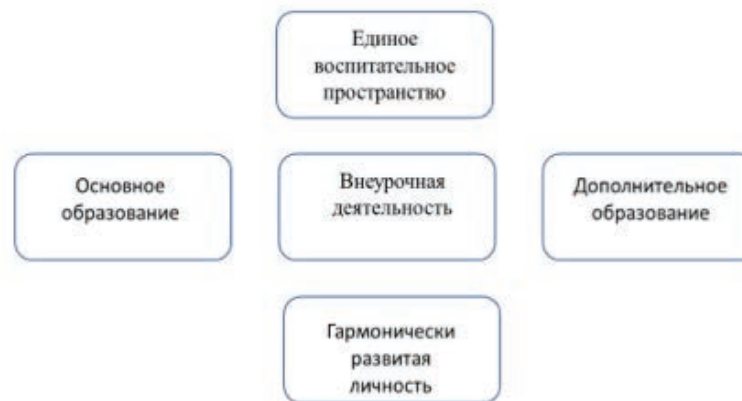 Единое
воспитательное
пространство
Основное
образование
Внеурочная
деятельность
Дополнительное
образование
Гармонически
развитая
личность